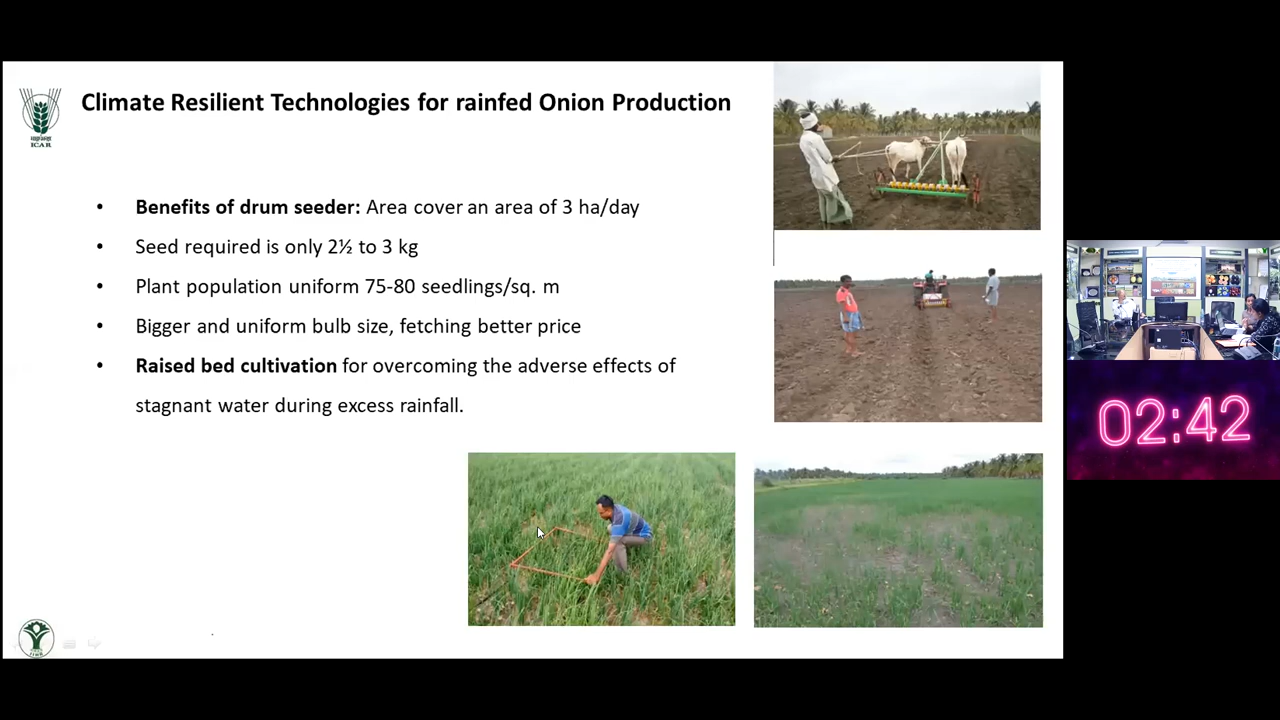 Climate Resilient Technologies for rainfed Onion Production
ICAR
• Benefits of drum seeder: Area cover an area of 3 ha/day
• Seed required is only 2½ to 3 kg
• Plant population uniform 75-80 seedlings/sq. m
• Bigger and uniform bulb size, fetching better price
• Raised bed cultivation for overcoming the adverse effects of
stagnant water during excess rainfall.
02:42